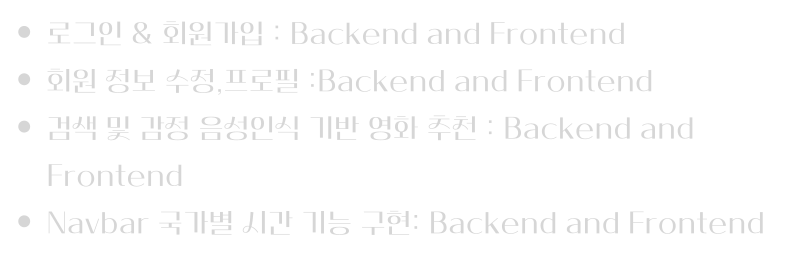 • 로그인 & 회원가입 : Backend and Frontend
• 회원 정보 수정,프로필 :Backend and Frontend
• 검색 및 감정 음성인식 기반 영화 추천 : Backend and
Frontend
• Navbar 국가별 시간 기능 구현: Backend and Frontend